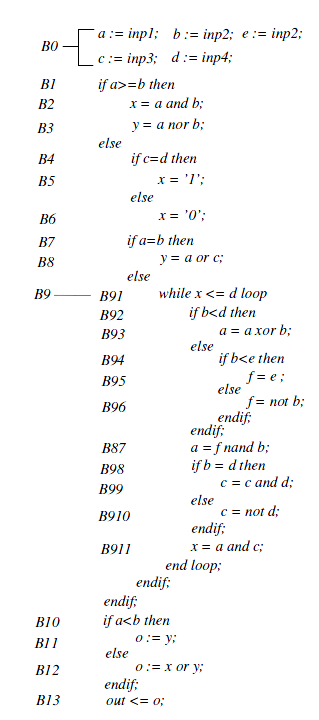 a := inp1; b := inp2; e := inp2;
B0
c := inp3; d := inp4;
B1 if a>=b then
B2 x = a and b;
B3 y = a nor b;
else
B4 if c=d then
B5 x = '1';
else
B6 x = '0';
B7 if a=b then
B8 y = a or c;
else
B9 B91 while x <= d loop
B92 if b<d then
B93 a = a xor b;
else
B94 if b<e then
B95 f = e ;
else
B96 f = not b;
endif;
endif;
B87 a = f nand b;
B98 if b = d then
B99 c = c and d;
else
B910 c = not d;
endif;
B911 x = a and c;
end loop;
endif;
endif;
B10 if a<b then
B11 o := y;
else
B12 o := x or y;
endif;
B13 out <= o;